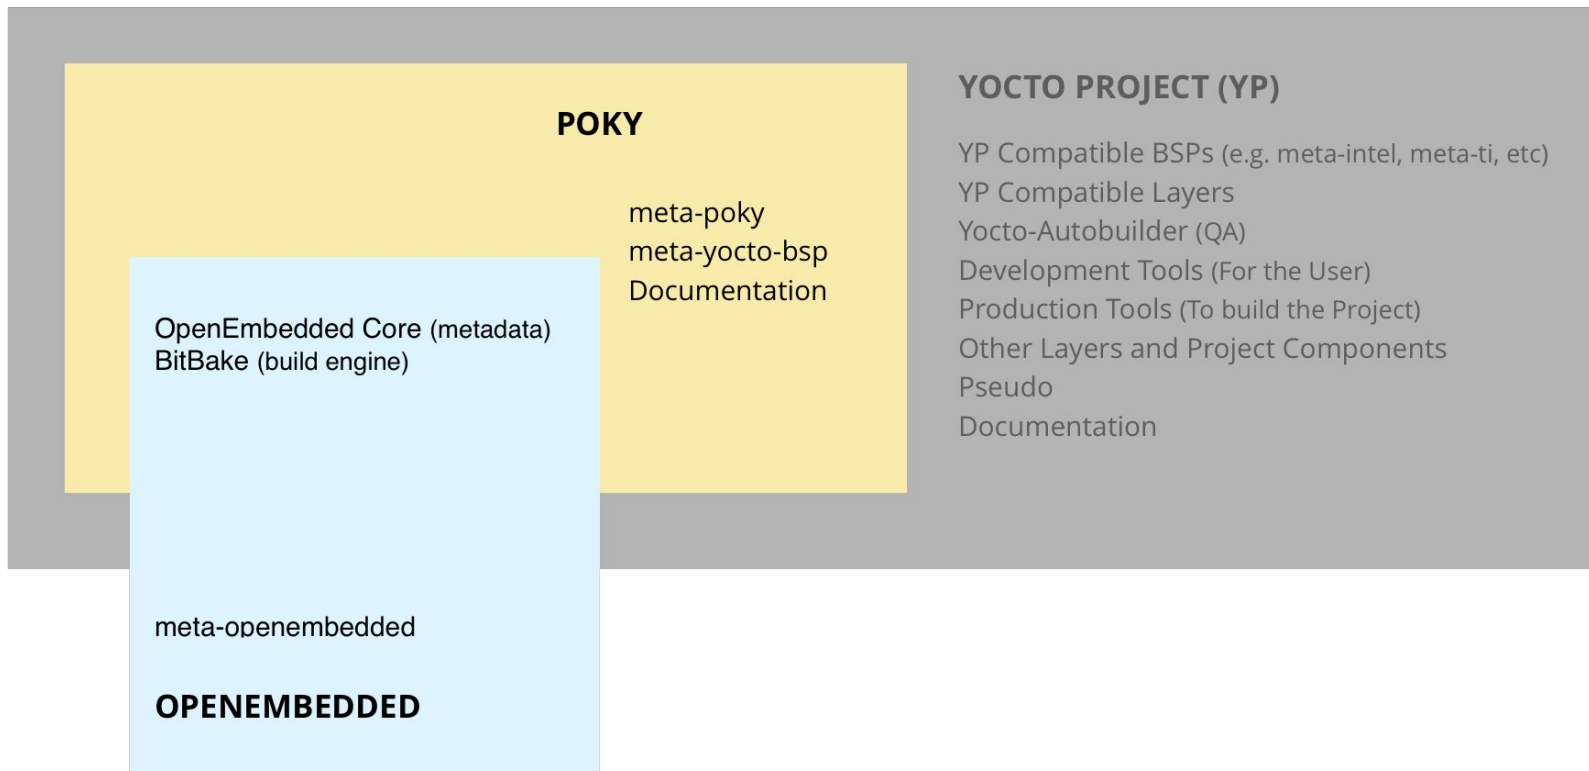 POKY
meta-poky
meta-yocto-bsp
Documentation
OpenEmbedded Core (metadata)
BitBake (build engine)
meta-openembedded
OPENEMBEDDED
YOCTO PROJECT (YP)
YP Compatible BSPs (e.g. meta-intel, meta-ti, etc)
YP Compatible Layers
Yocto-Autobuilder (QA)
Development Tools (For the User)
Production Tools (To build the Project)
Other Layers and Project Components
Pseudo
Documentation